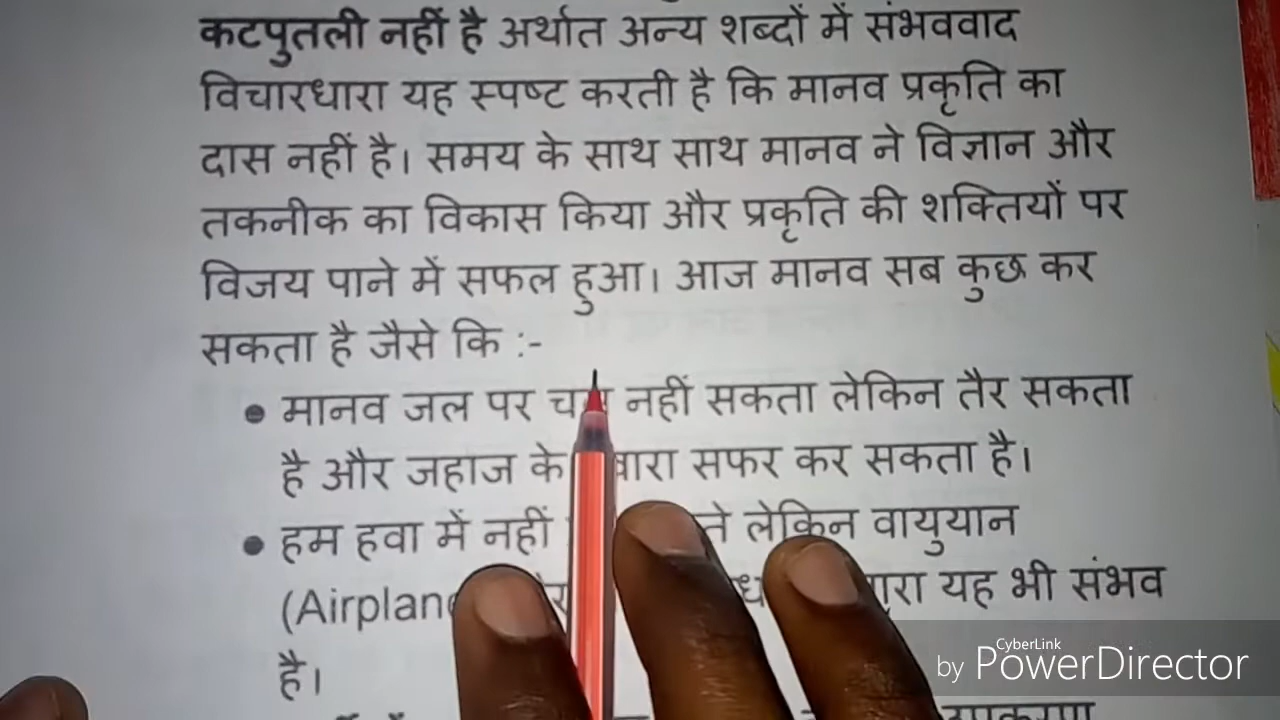 कटपुतली नहीं है अर्थात अन्य शब्दों में संभववाद
विचारधारा यह स्पष्ट करती है कि मानव प्रकृति का
दास नहीं है। समय के साथ साथ मानव ने विज्ञान और
तकनीक का विकास किया और प्रकृति की शक्तियों पर
विजय पाने में सफल हुआ। आज मानव सब कुछ कर
सकता है जैसे कि :-
• मानव जल पर नहीं सकता लेकिन तैर सकता
है और जहाज के सफर कर सकता है।
• हम हवा में नहीं लेकिन वायुयान
यह भी संभव
है।
CyberLink
by PowerDirector